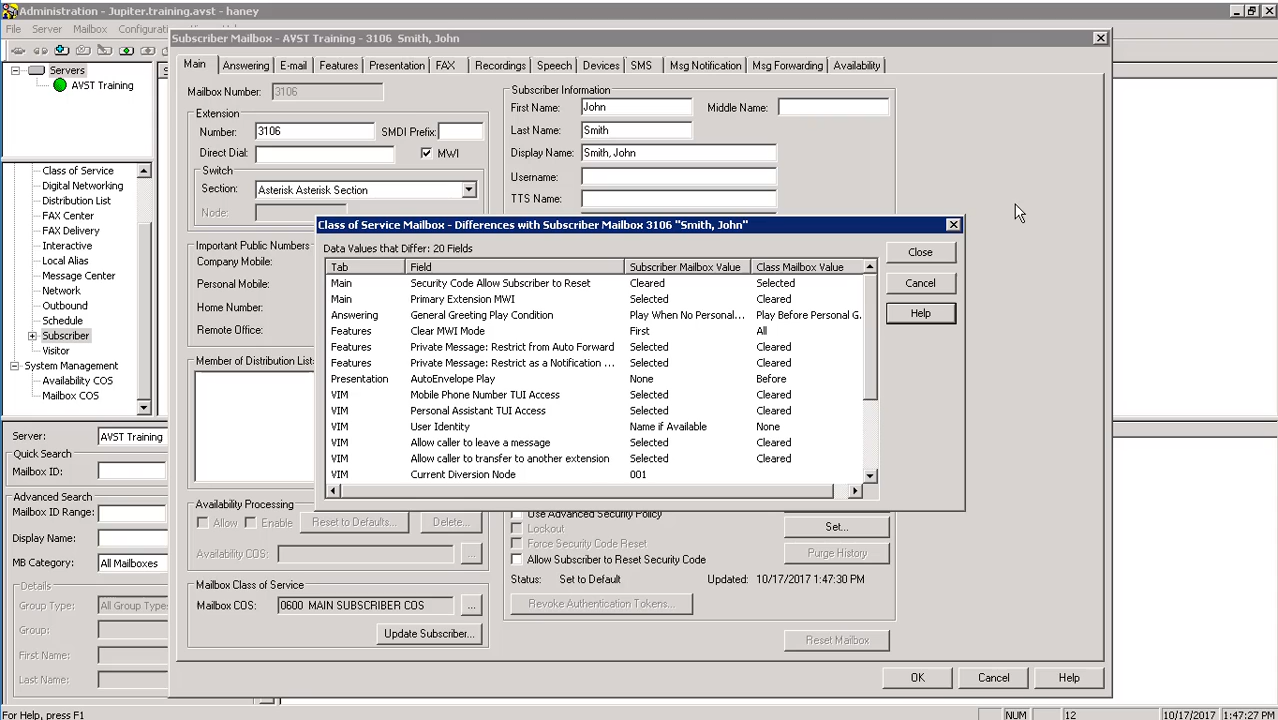 Administration - Jupiter.training.avst - haney
File Server Mailbox Configurati
Servers
AVST Training
Class of Service
Digital Networking
Distribution List
FAX Center
FAX Delivery
Interactive
Local Alias
Message Center
Network
Outbound
Schedule
Subscriber
Visitor
System Management
Availability COS
Mailbox COS
Server: AVST Training
Quick Search
Mailbox ID:
Advanced Search
Mailbox ID Range:
Display Name:
MB Category: All Mailboxes
Details
Group Type: All Group Type
Group:
First Name:
Last Name:
Subscriber Mailbox - AVST Training - 3106 Smith, John
Main Answering E-mail Features Presentation FAX Recordings Speech Devices SMS Msg Notification Msg Forwarding Availability
Mailbox Number: 3106
Extension
Number: 3106 SMDI Prefix:
Direct Dial: MWI
Switch
Section: Asterisk Asterisk Section
Node:
Important Public Numbers
Company Mobile:
Personal Mobile:
Home Number:
Remote Office:
Member of Distribution List
Availability Processing
Allow Enable Reset to Defaults... Delete...
Availability COS: ...
Mailbox Class of Service
Mailbox COS: 0600 MAIN SUBSCRIBER COS ...
Update Subscriber...
Subscriber Information
First Name: John Middle Name:
Last Name: Smith
Display Name: Smith, John
Username:
TTS Name:
Class of Service Mailbox - Differences with Subscriber Mailbox 3106 "Smith, John"
Data Values that Differ: 20 Fields
Tab Field Subscriber Mailbox Value Class Mailbox Value
Main Security Code Allow Subscriber to Reset Cleared Selected
Main Primary Extension MWI Selected Cleared
Answering General Greeting Play Condition Play When No Personal... Play Before Personal G.
Features Clear MWI Mode First All
Features Private Message: Restrict from Auto Forward Selected Cleared
Features Private Message: Restrict as a Notification ... Selected Cleared
Presentation AutoEnvelope Play None Before
VIM Mobile Phone Number TUI Access Selected Cleared
VIM Personal Assistant TUI Access Selected Cleared
VIM User Identity Name if Available None
VIM Allow caller to leave a message Selected Cleared
VIM Allow caller to transfer to another extension Selected Cleared
VIM Current Diversion Node 001
Close
Cancel
Help
Use Advanced Security Policy
Lockout Set...
Force Security Code Reset
Allow Subscriber to Reset Security Code Purge History
Status: Set to Default Updated: 10/17/2017 1:47:30 PM
Revoke Authentication Tokens...
Reset Mailbox
OK Cancel Help
For Help, press F1 NUM 12 10/17/2017 1:47:27 PM